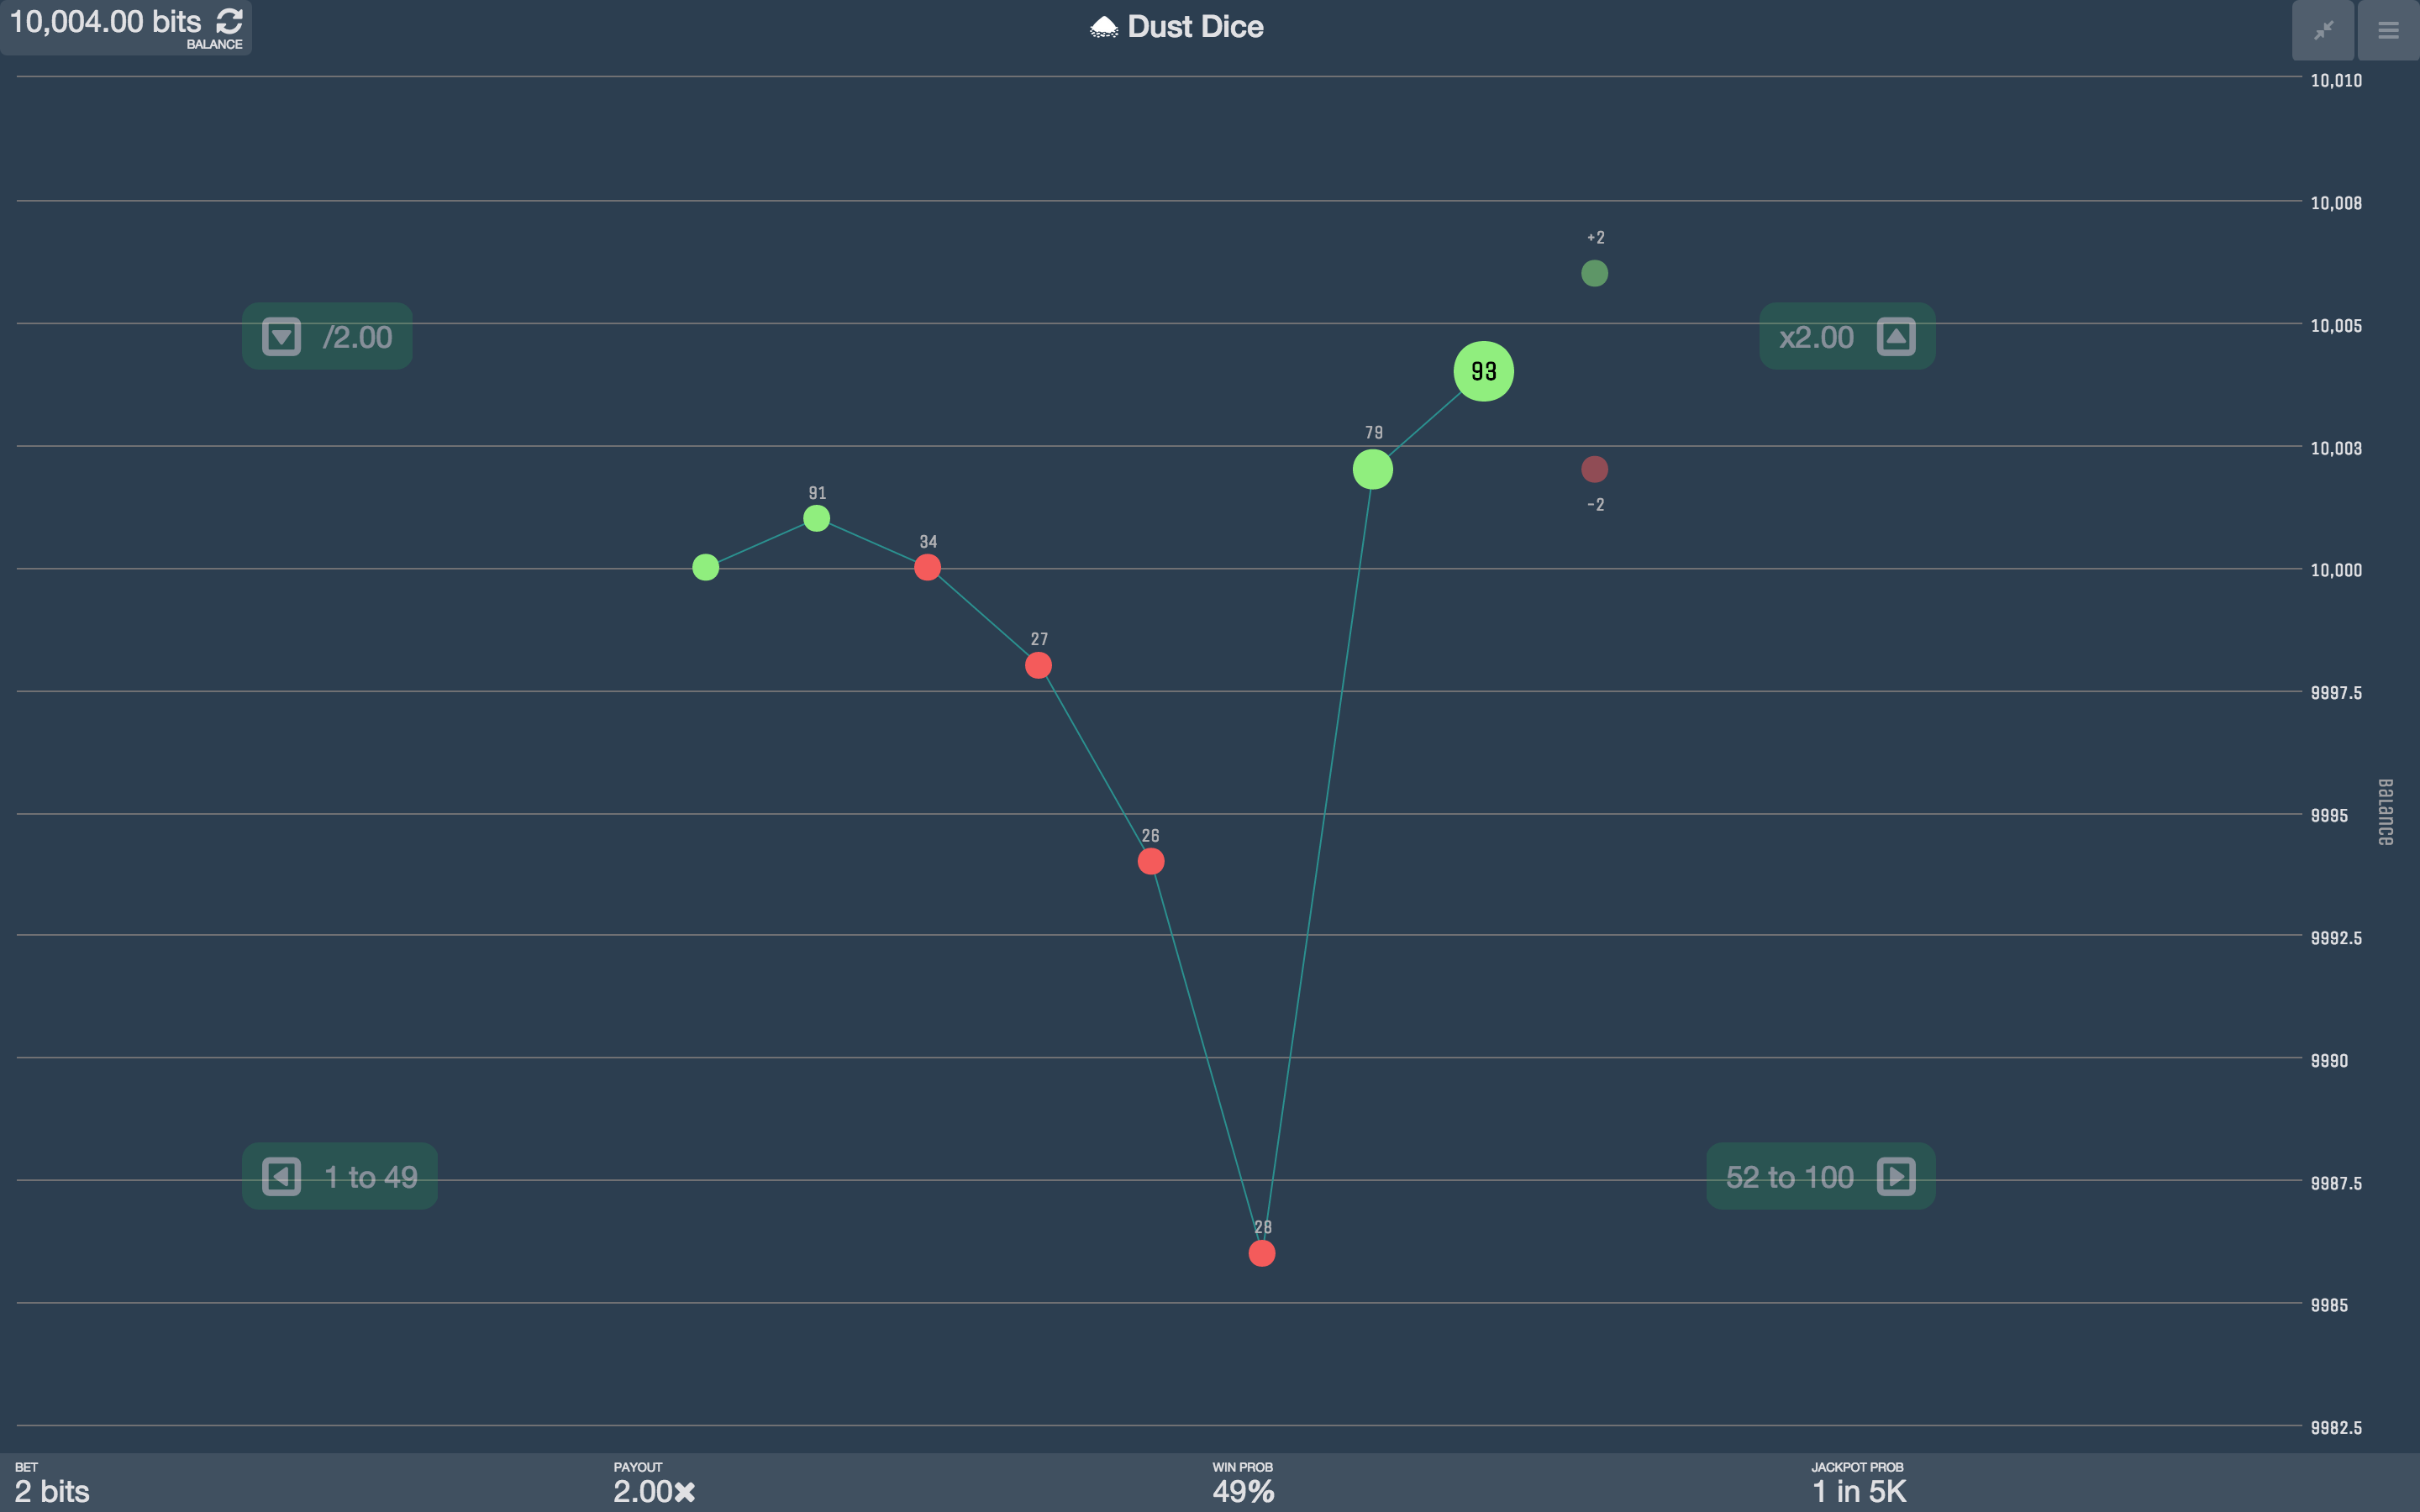 10,004.00 bits
BALANCE
Dust Dice
10,010
10,008
+2
10,005
/2.00
x2.00
93
10,003
79
-2
91
34
10,000
27
9997.5
Balance
9995
26
9992.5
9990
1 to 49
52 to 100
9987.5
28
9985
9982.5
BET
2 bits
PAYOUT
2.00×
WIN PROB
49%
JACKPOT PROB
1 in 5K